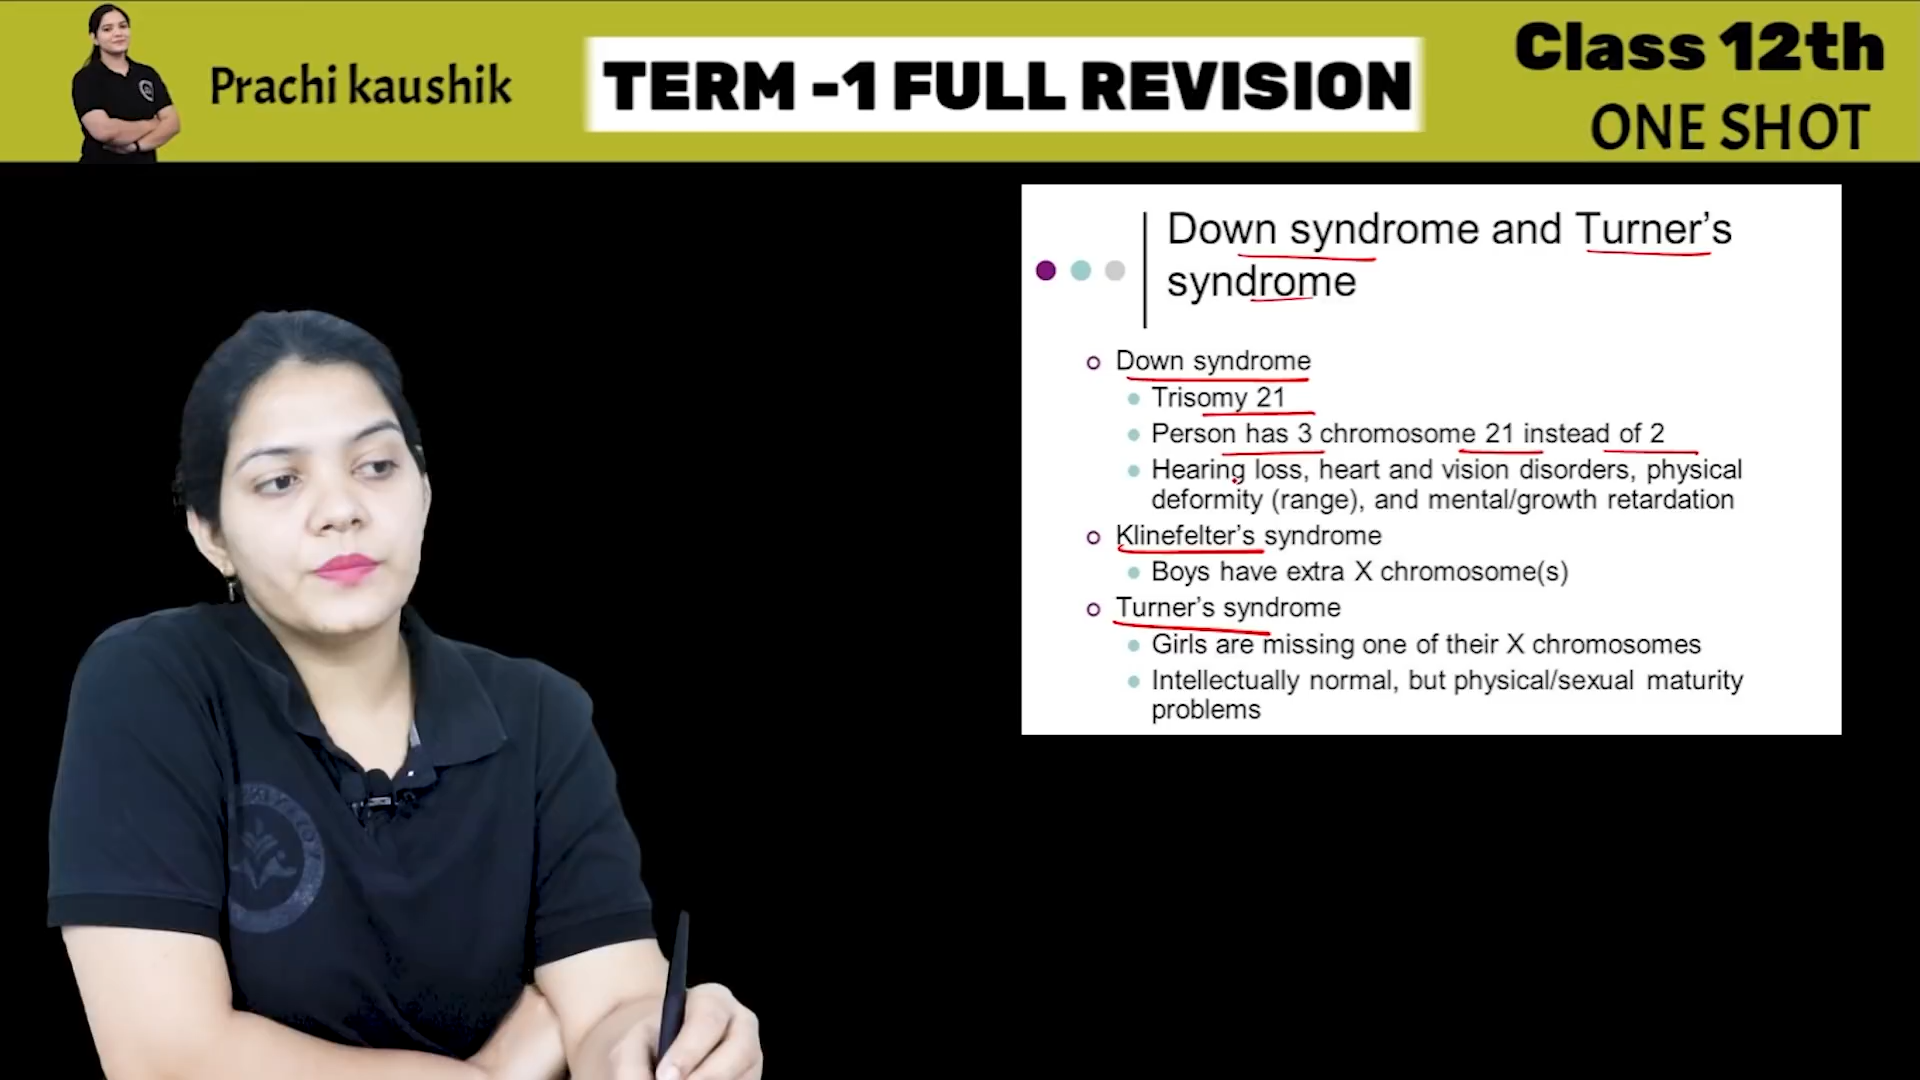 Prachi kaushik
TERM -1 FULL REVISION
Class 12th
ONE SHOT
Down syndrome and Turner’s
syndrome
Down syndrome
Trisomy 21
Person has 3 chromosome 21 instead of 2
Hearing loss, heart and vision disorders, physical
deformity (range), and mental/growth retardation
Klinefelter’s syndrome
Boys have extra X chromosome(s)
Turner’s syndrome
Girls are missing one of their X chromosomes
Intellectually normal, but physical/sexual maturity
problems